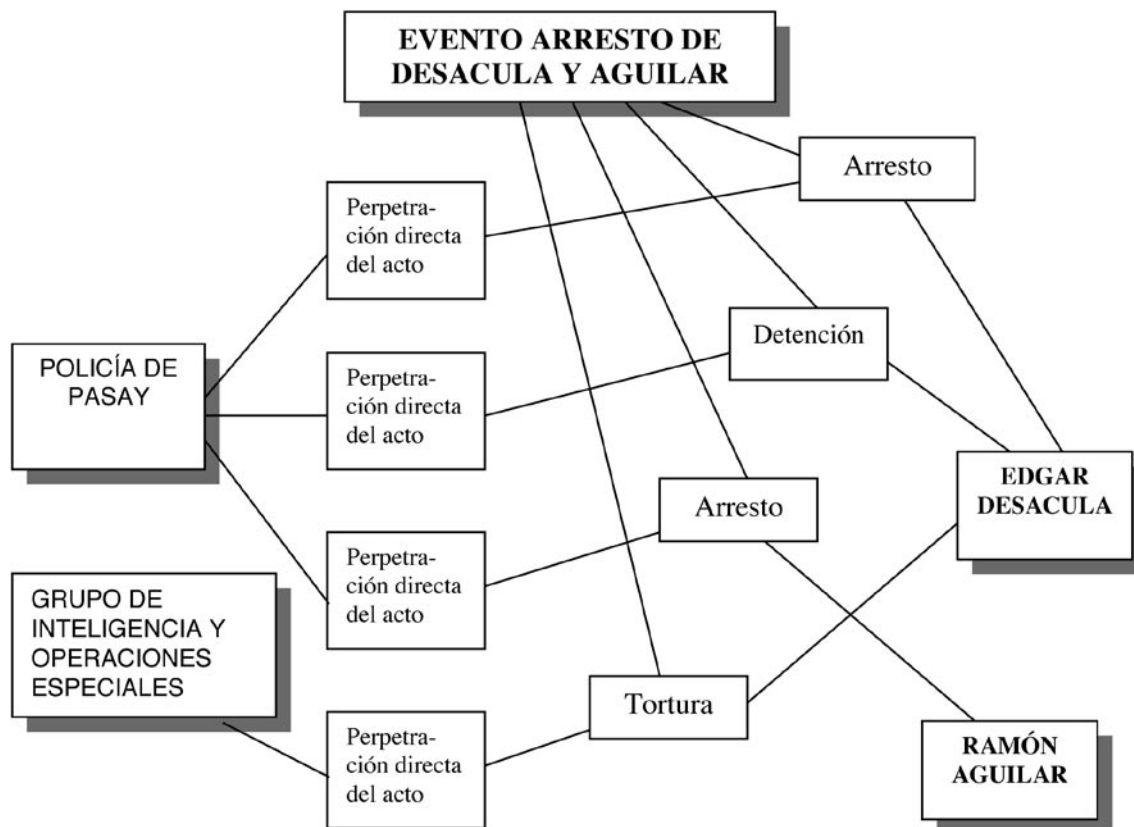 EVENTO ARRESTO DE
DESACULA Y AGUILAR
Arresto
Perpetra-
ción directa
del acto
Detención
POLICÍA DE
PASAY
Perpetra-
ción directa
del acto
EDGAR
DESACULA
Arresto
Perpetra-
ción directa
del acto
GRUPO DE
INTELIGENCIA Y
OPERACIONES
ESPECIALES
Tortura
Perpetra-
ción directa
del acto
RAMÓN
AGUILAR